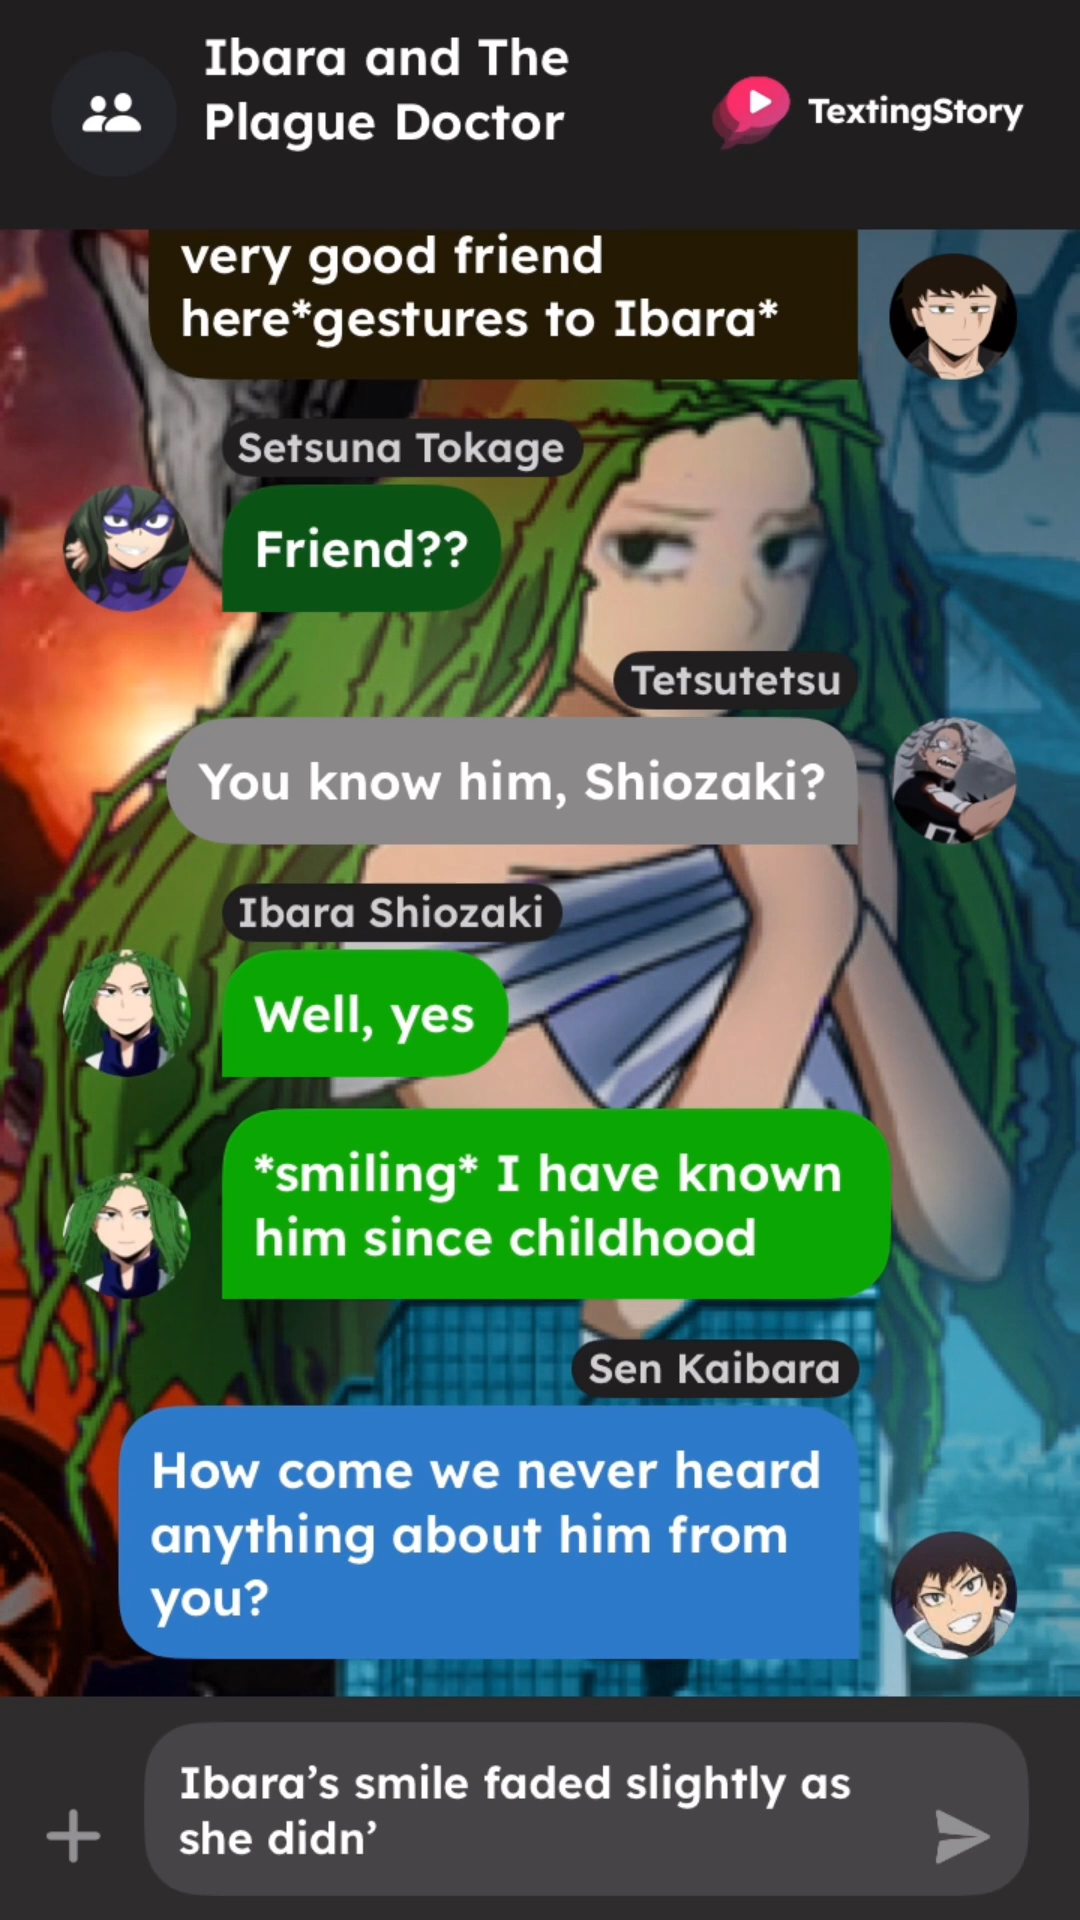 Ibara and The
Plague Doctor
TextingStory
very good friend
here*gestures to Ibara*
Setsuna Tokage
Friend??
Tetsutetsu
You know him, Shiozaki?
Ibara Shiozaki
Well, yes
*smiling* I have known
him since childhood
Sen Kaibara
How come we never heard
anything about him from
you?
Ibara’s smile faded slightly as
she didn’